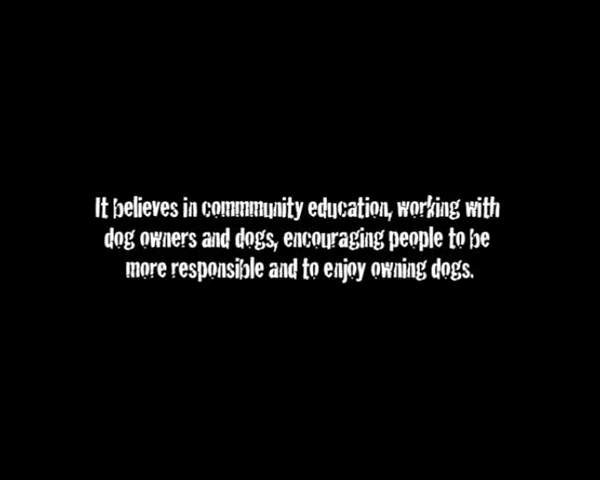 It believes in commmunity education, working with
dog owners and dogs, encouraging people to be
more responsible and to enjoy owning dogs.